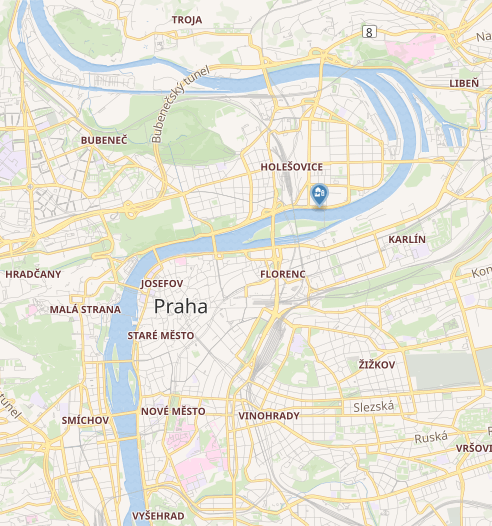 TROJA
8
Na
LIBEŇ
Bubenečský tunel
BUBENEČ
HOLEŠOVICE
KARLÍN
HRADČANY
FLORENC
Kon
JOSEFOV
MALÁ STRANA
Praha
STARÉ MĚSTO
ŽIŽKOV
tunel
Slezská
NOVÉ MĚSTO
VINOHRADY
SMÍCHOV
Ruská
VRŠOVI
VYŠEHRAD